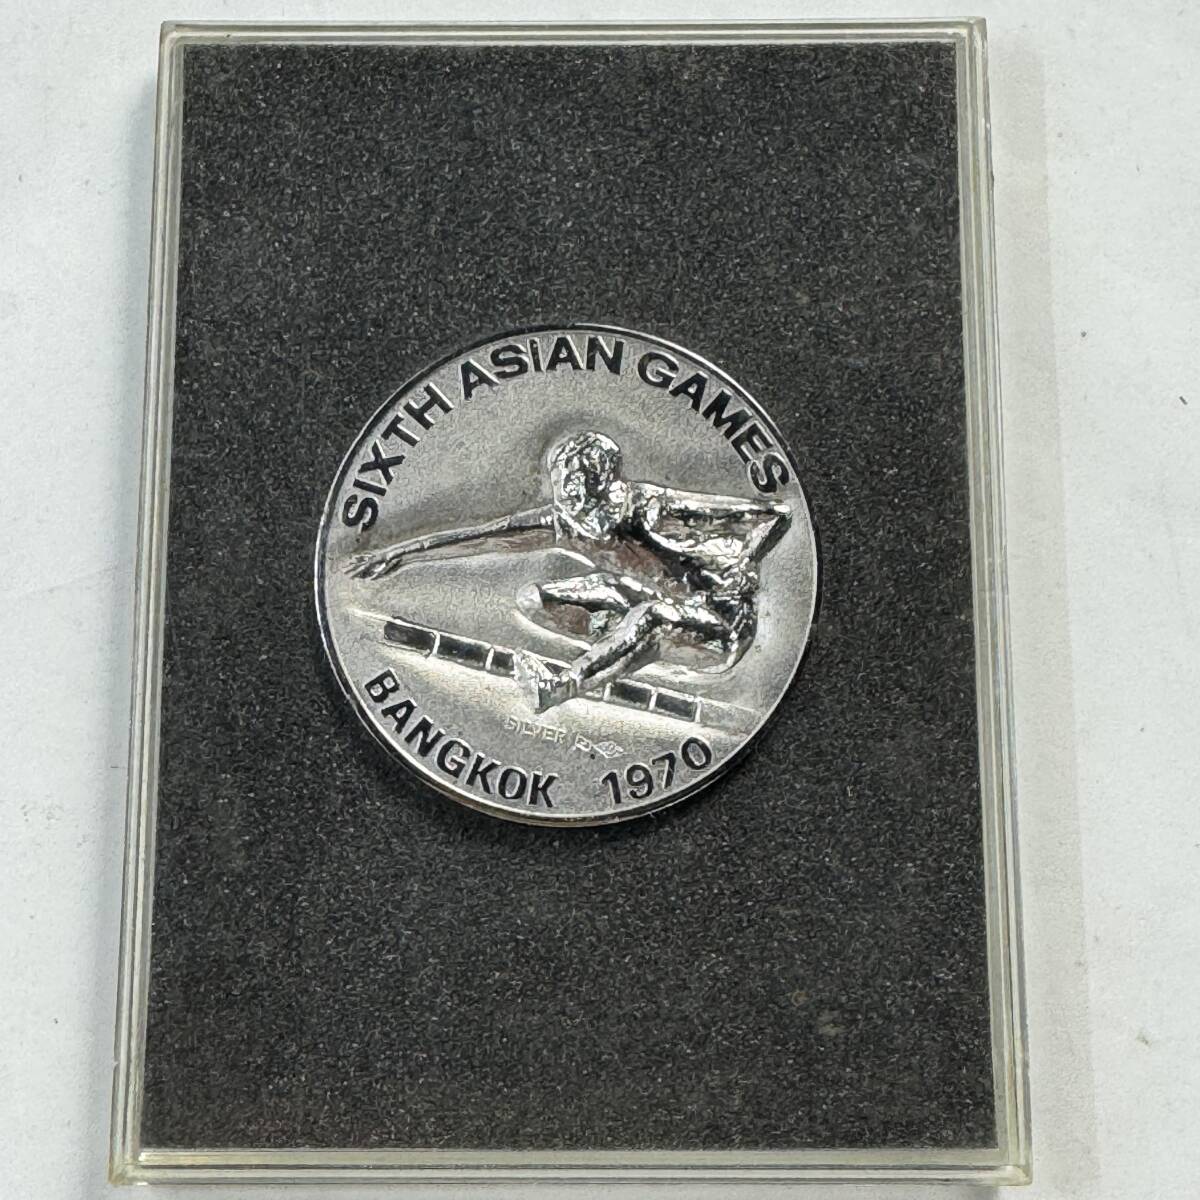 SIXTH ASIAN GAMES
SILVER
BANGKOK 1970